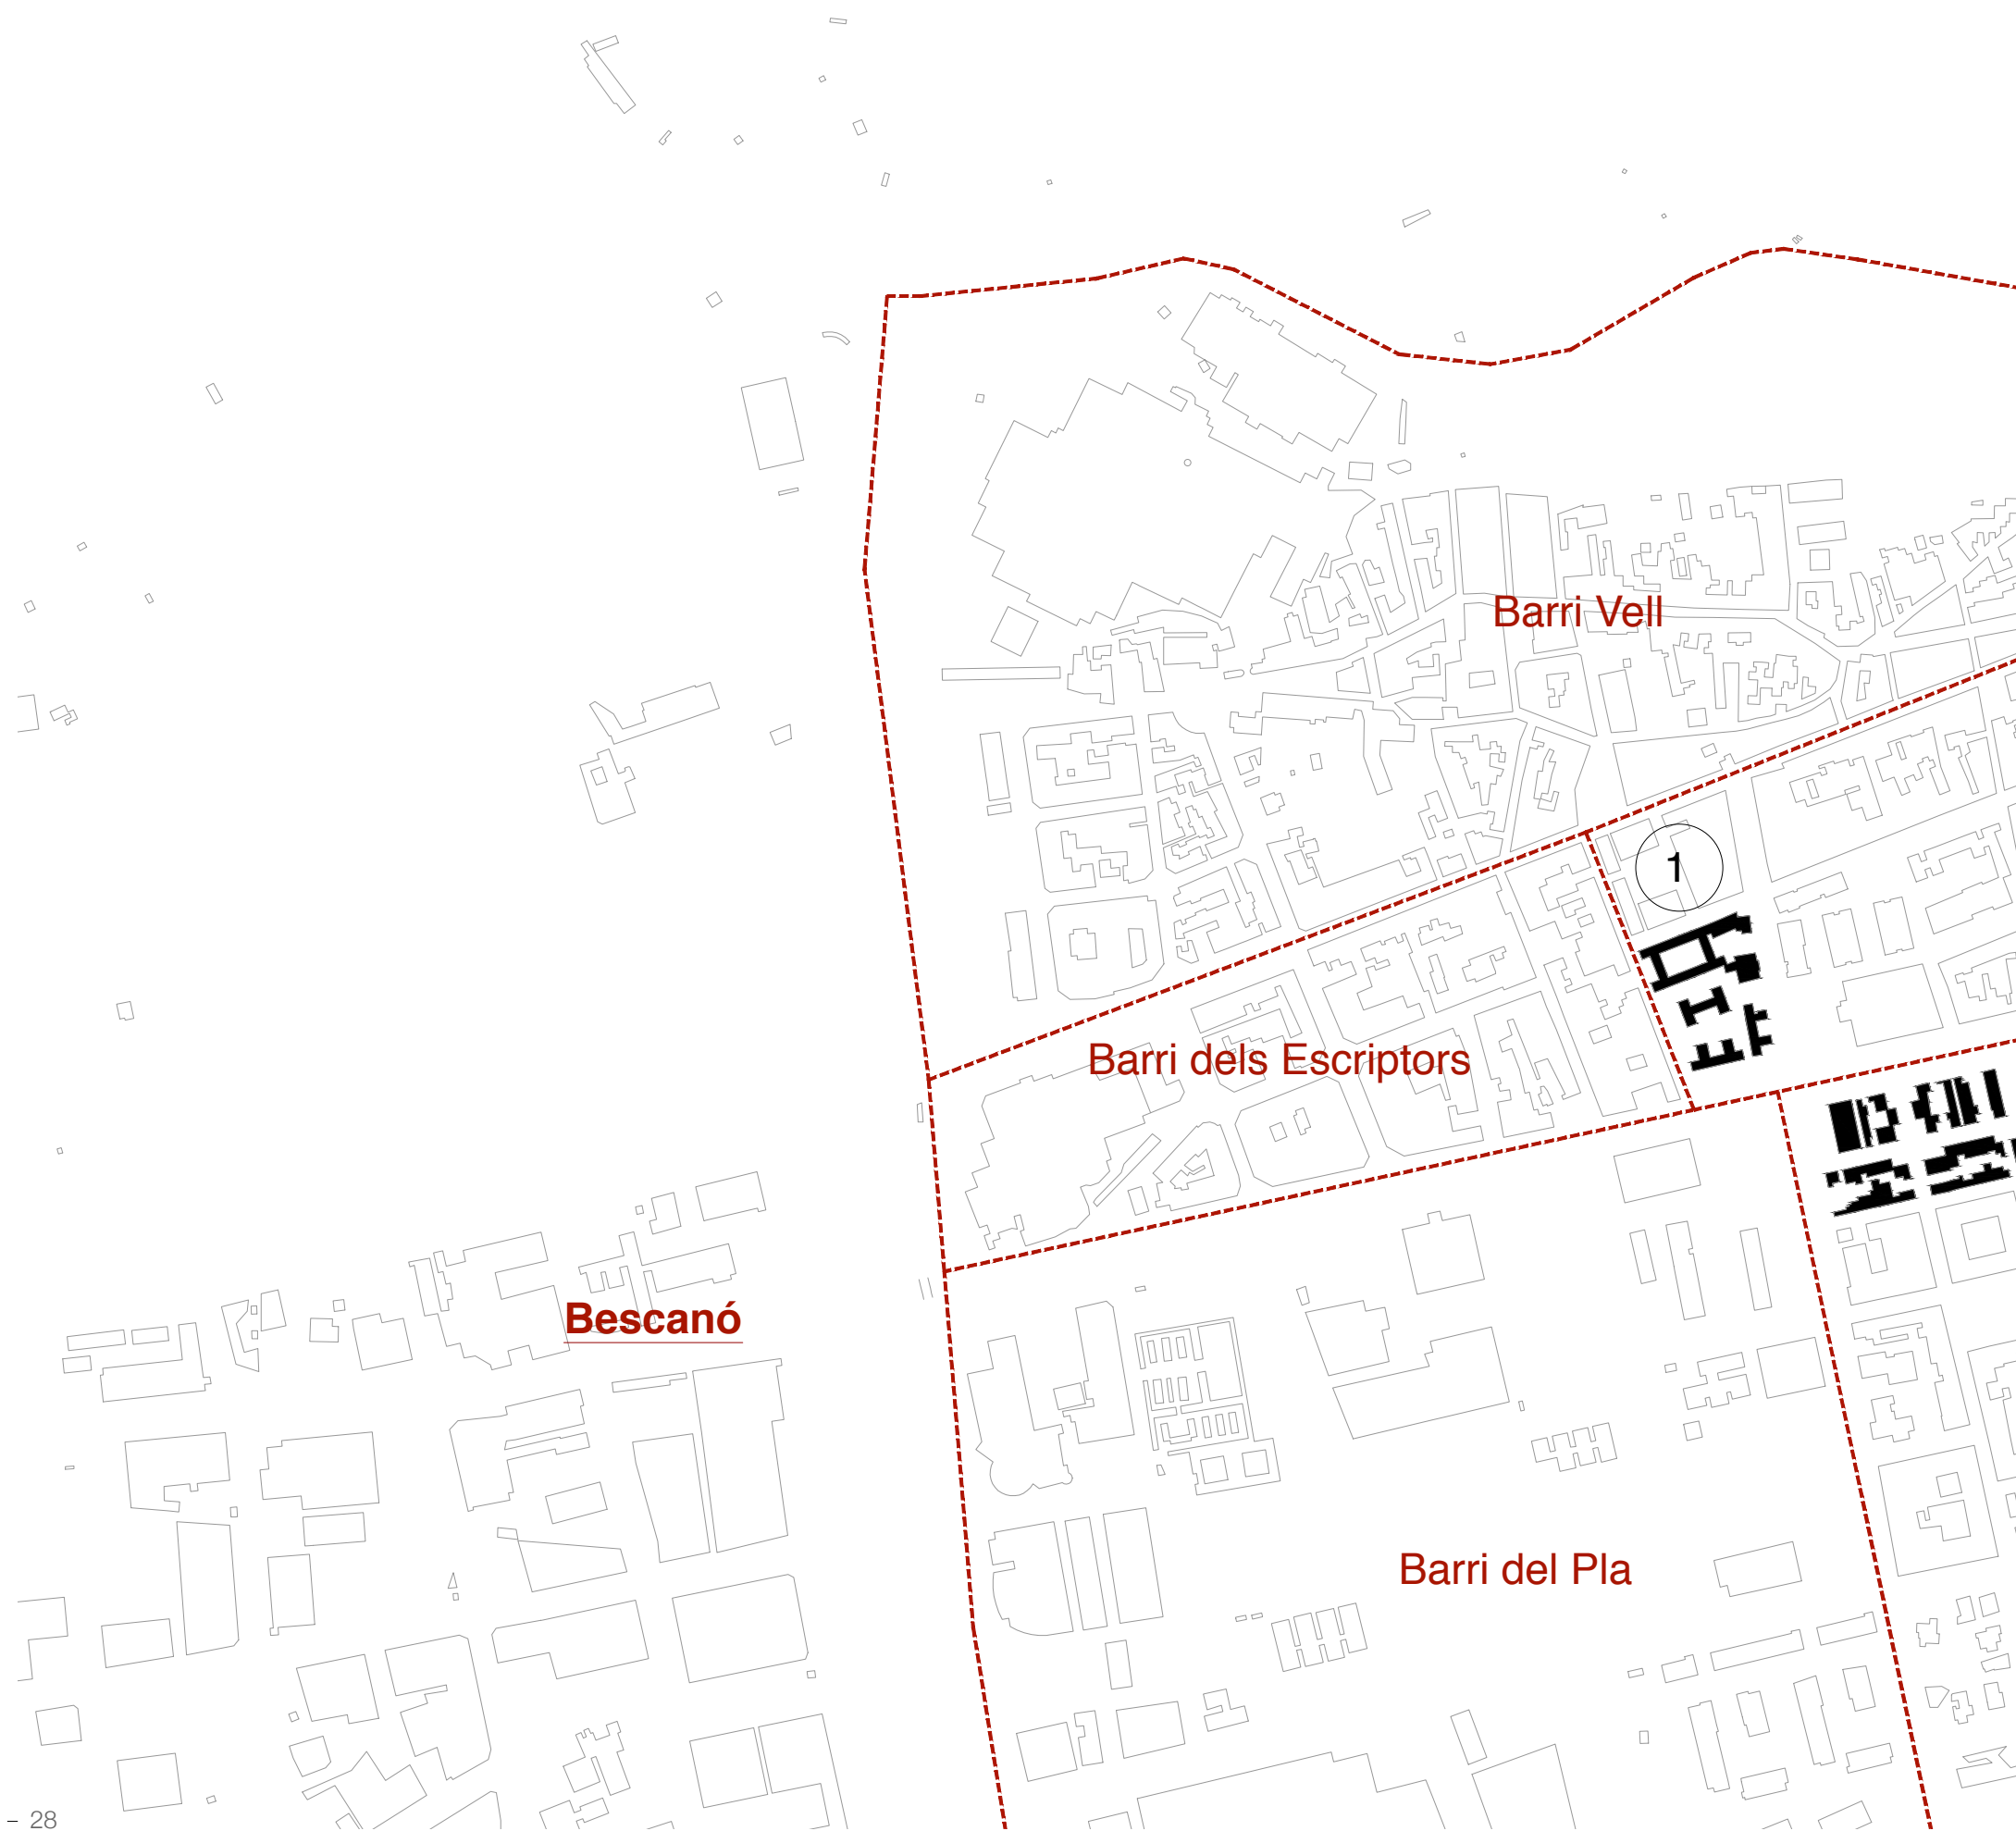 Barri Vell
1
Barri dels Escriptors
Bescanó
Barri del Pla
– 28